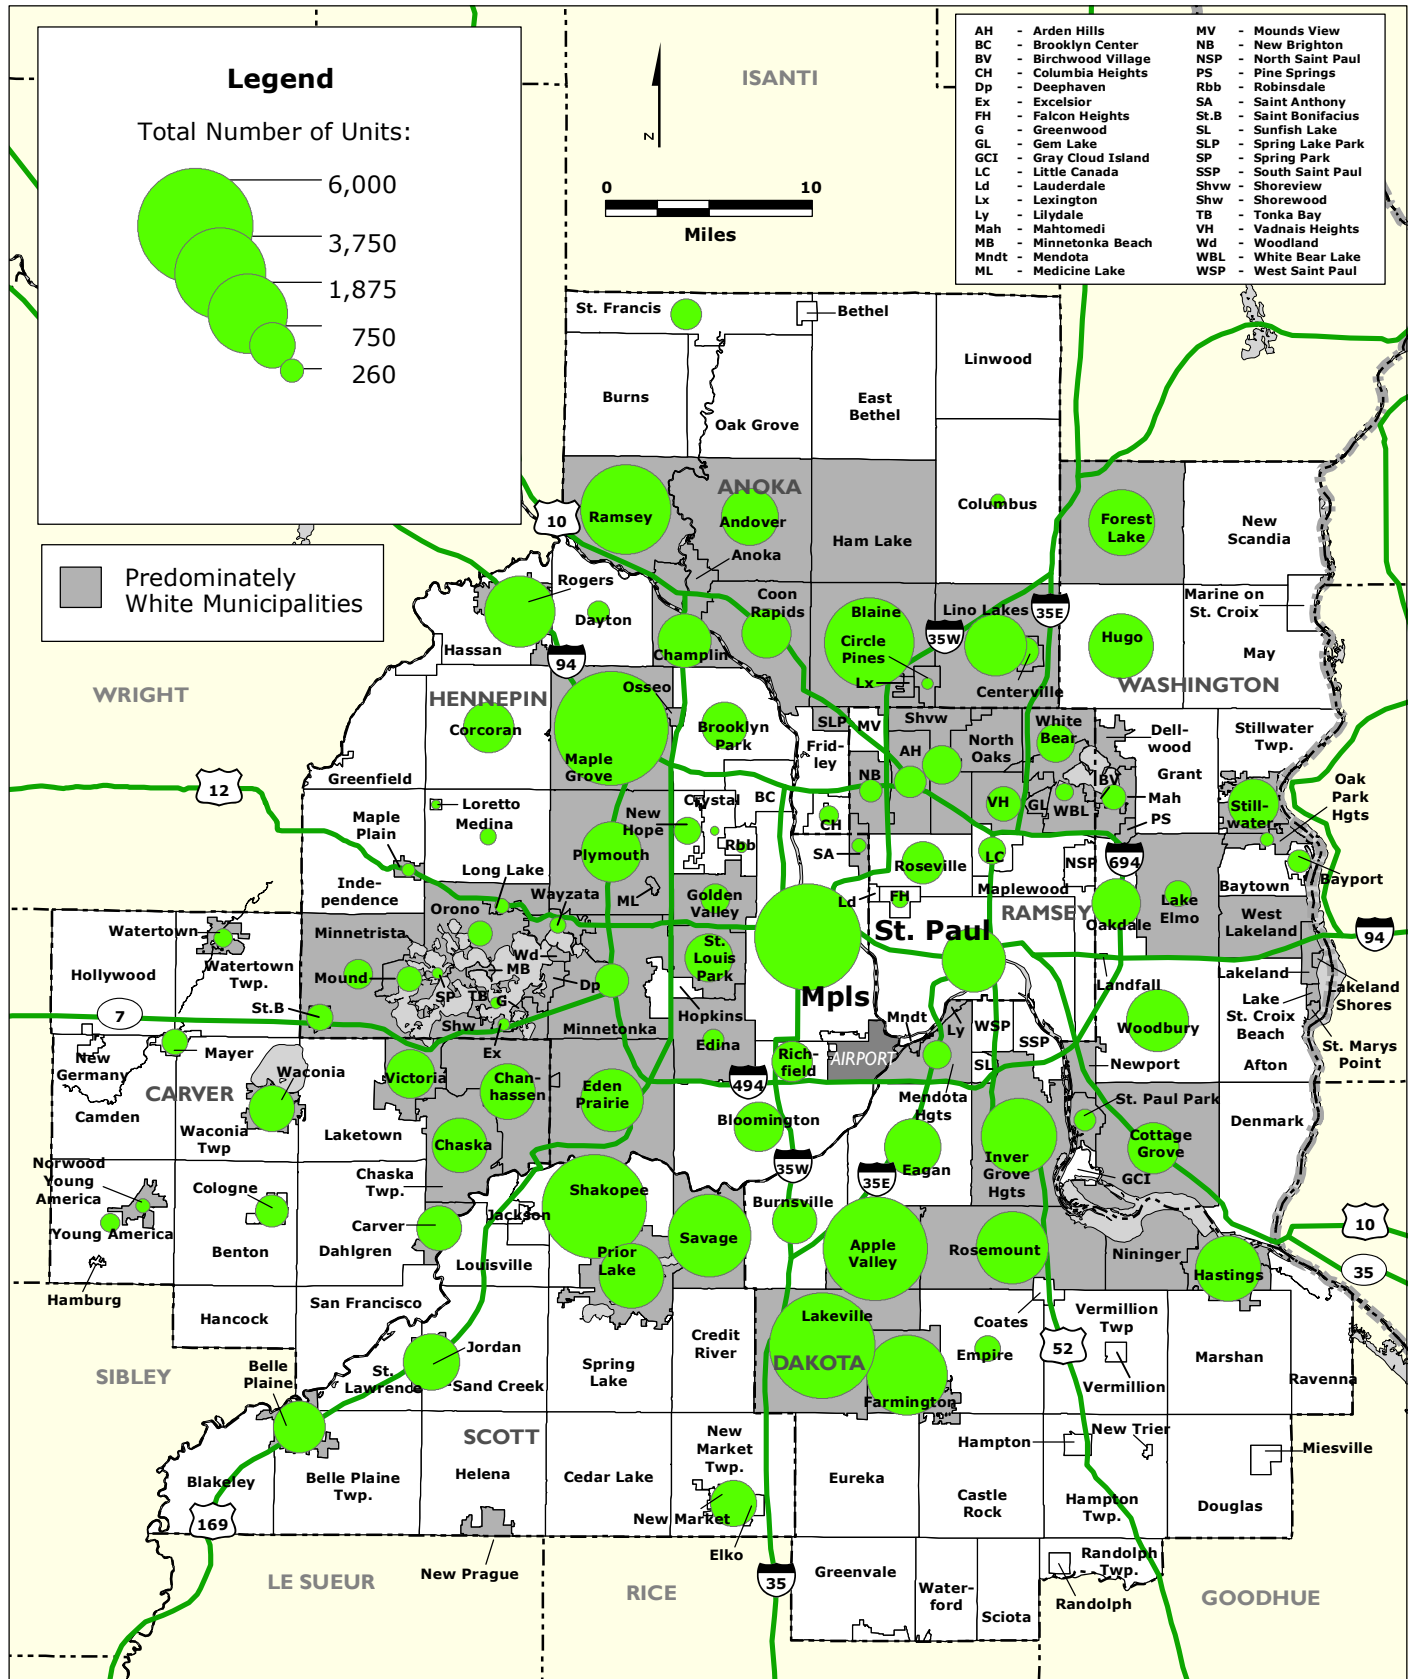 Legend
Total Number of Units:
6,000
3,750
1,875
750
260
Predominately
White Municipalities
ISANTI
N
0 10
Miles
AH - Arden Hills
BC - Brooklyn Center
BV - Birchwood Village
CH - Columbia Heights
Dp - Deephaven
Ex - Excelsior
FH - Falcon Heights
G - Greenwood
GL - Gem Lake
GCI - Gray Cloud Island
LC - Little Canada
Ld - Lauderdale
Lx - Lexington
Ly - Lilydale
Mah - Mahtomedi
MB - Minnetonka Beach
Mndt - Mendota
ML - Medicine Lake
MV - Mounds View
NB - New Brighton
NSP - North Saint Paul
PS - Pine Springs
Rbb - Robinsdale
SA - Saint Anthony
St.B - Saint Bonifacius
SL - Sunfish Lake
SLP - Spring Lake Park
SP - Spring Park
SSP - South Saint Paul
Shvw - Shoreview
Shw - Shorewood
TB - Tonka Bay
VH - Vadnais Heights
Wd - Woodland
WBL - White Bear Lake
WSP - West Saint Paul
St. Francis
Bethel
Linwood
Burns
Oak Grove
East
Bethel
ANOKA
Ramsey
Andover
Anoka
Ham Lake
Columbus
Forest
Lake
New
Scandia
10
Rogers
Dayton
Coon
Rapids
Blaine
Circle
Pines
Lx
Lino Lakes
35W
35E
Centerville
Hugo
Marine on
St. Croix
May
WASHINGTON
Hassan
94
Champlin
WRIGHT
HENNEPIN
Osseo
Corcoran
Maple
Grove
Brooklyn
Park
SLP
MV
Shvw
Frid-
ley
AH
NB
North
Oaks
White
Bear
Dell-
wood
Grant
Stillwater
Twp.
Greenfield
12
Loretto
Medina
Maple
Plain
New
Hope
Crystal
BC
CH
Rbb
SA
VH
GL
WBL
BV
Mah
PS
Still-
water
Oak
Park
Hgts
Plymouth
Long Lake
Inde-
pendence
Wayzata
ML
Golden
Valley
Ld
FH
Roseville
LC
Maplewood
NSP
694
RAMSEY
Oakdale
Lake
Elmo
Baytown
Bayport
West
Lakeland
94
Watertown
Hollywood
Watertown
Twp.
Minnetrista
Orono
Mound
SP
TB
MB
Wd
G
Dp
Shw
Ex
St.B
St.
Louis
Park
Hopkins
Minnetonka
Edina
St. Paul
Mpls
Mndt
Ly
WSP
SSP
SL
Landfall
Woodbury
Newport
Lakeland
Lakeland
Shores
Lake
St. Croix
Beach
St. Marys
Point
Afton
7
New
Germany
Mayer
Waconia
CARVER
Camden
Waconia
Twp
Laketown
Victoria
Chan-
hassen
Chaska
Chaska
Twp.
Eden
Prairie
Rich-
field
AIRPORT
494
Bloomington
35W
Mendota
Hgts
Eagan
35E
Inver
Grove
Hgts
St. Paul Park
Cottage
Grove
GCI
Denmark
Norwood
Young
America
Young America
Cologne
Benton
Hamburg
Carver
Dahlgren
Jackson
Louisville
Shakopee
Prior
Lake
Savage
Burnsville
Apple
Valley
Rosemount
Nininger
Hastings
10
35
Hancock
San Francisco
SIBLEY
Belle
Plaine
St.
Lawrence
Jordan
Sand Creek
Spring
Lake
Credit
River
Lakeville
DAKOTA
Farmington
Empire
Coates
52
Vermillion
Twp
Vermillion
Marshan
Ravenna
SCOTT
Blakeley
Belle Plaine
Twp.
Helena
Cedar Lake
New
Market
Twp.
New Market
Elko
Eureka
Hampton
Castle
Rock
New Trier
Hampton
Twp.
Douglas
Miesville
169
New Prague
LE SUEUR
RICE
35
Greenvale
Water-
ford
Sciota
Randolph
Twp.
Randolph
GOODHUE